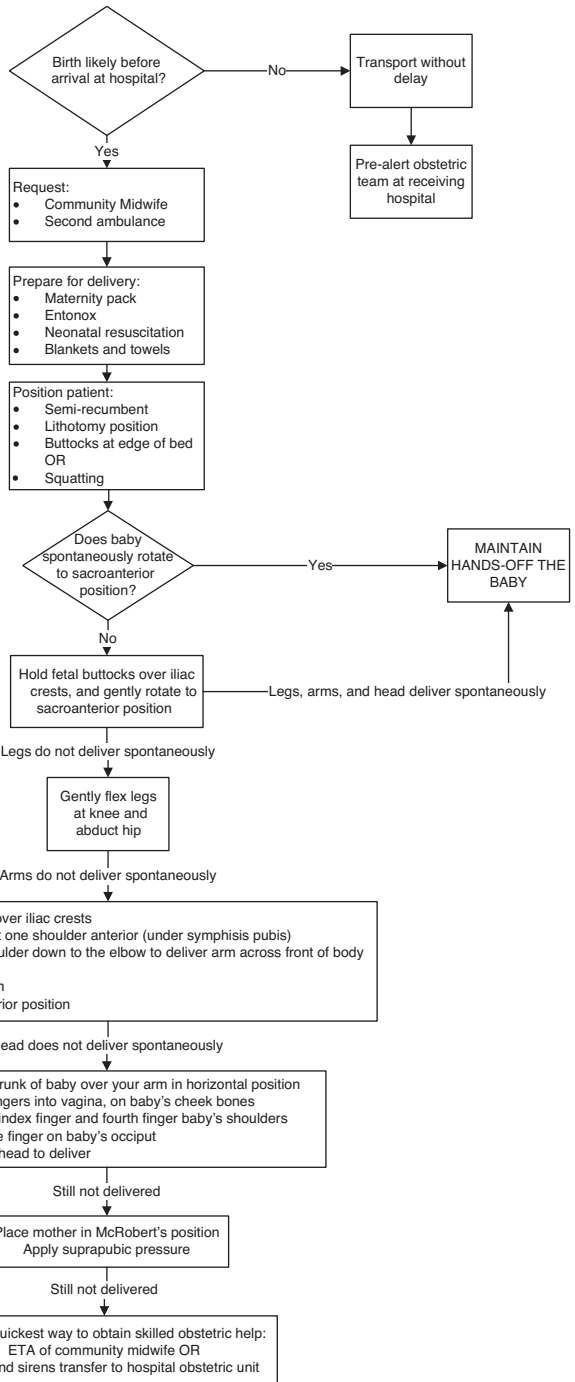 Birth likely before
arrival at hospital?
No
Transport without
delay
Pre-alert obstetric
team at receiving
hospital
Yes
Request:
• Community Midwife
• Second ambulance
Prepare for delivery:
• Maternity pack
• Entonox
• Neonatal resuscitation
• Blankets and towels
Position patient:
• Semi-recumbent
• Lithotomy position
• Buttocks at edge of bed
OR
• Squatting
Does baby
spontaneously rotate
to sacroanterior
position?
Yes
MAINTAIN
HANDS-OFF THE
BABY
No
Hold fetal buttocks over iliac
crests, and gently rotate to
sacroanterior position
Legs, arms, and head deliver spontaneously
Legs do not deliver spontaneously
Gently flex legs
at knee and
abduct hip
Arms do not deliver spontaneously
over iliac crests
one shoulder anterior (under symphisis pubis)
down to the elbow to deliver arm across front of body
position
does not deliver spontaneously
of baby over your arm in horizontal position
into vagina, on baby's cheek bones
index finger and fourth finger baby's shoulders
finger on baby's occiput
head to deliver
Still not delivered
Place mother in McRobert's position
Apply suprapubic pressure
Still not delivered
way to obtain skilled obstetric help:
ETA of community midwife OR
sirens transfer to hospital obstetric unit